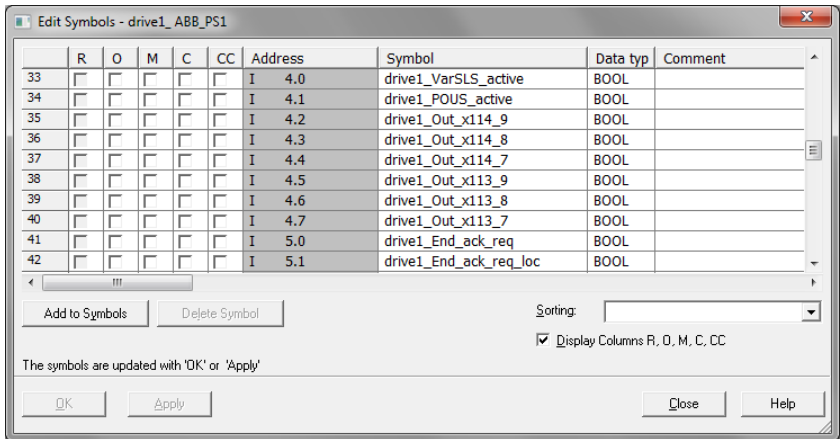 Edit Symbols - drive1_ ABB_PS1
R O M C CC Address Symbol Data typ Comment
33 I 4.0 drive1_VarSLS_active BOOL
34 I 4.1 drive1_POUS_active BOOL
35 I 4.2 drive1_Out_x114_9 BOOL
36 I 4.3 drive1_Out_x114_8 BOOL
37 I 4.4 drive1_Out_x114_7 BOOL
38 I 4.5 drive1_Out_x113_9 BOOL
39 I 4.6 drive1_Out_x113_8 BOOL
40 I 4.7 drive1_Out_x113_7 BOOL
41 I 5.0 drive1_End_ack_req BOOL
42 I 5.1 drive1_End_ack_req_loc BOOL
Add to Symbols Delete Symbol Sorting:
Display Columns R, O, M, C, CC
The symbols are updated with 'OK' or 'Apply'
OK Apply Close Help